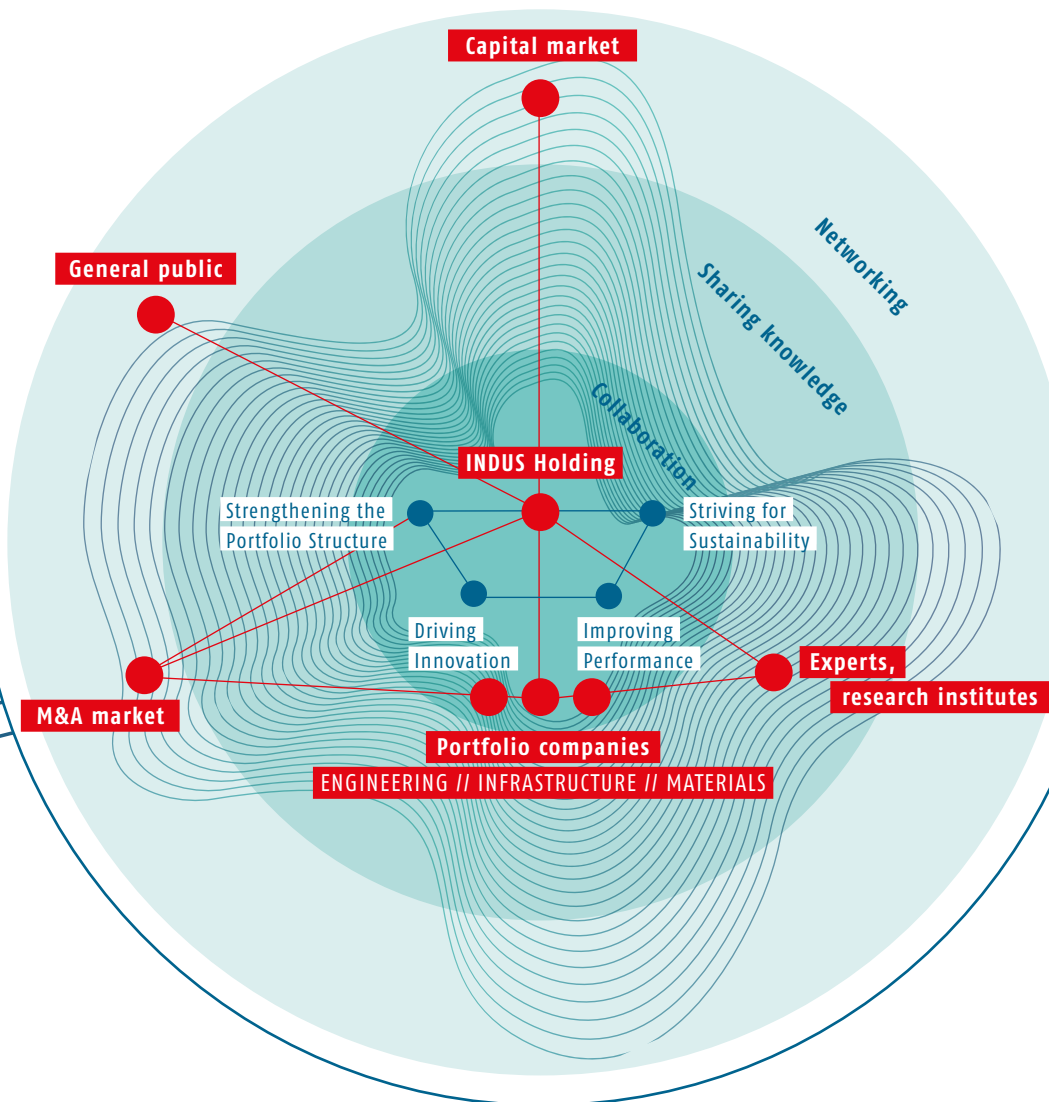 Capital market
Networking
General public
Sharing knowledge
Collaboration
INDUS Holding
Strengthening the
Portfolio Structure
Striving for
Sustainability
Driving
Innovation
Improving
Performance
Experts,
research institutes
M&A market
Portfolio companies
ENGINEERING // INFRASTRUCTURE // MATERIALS